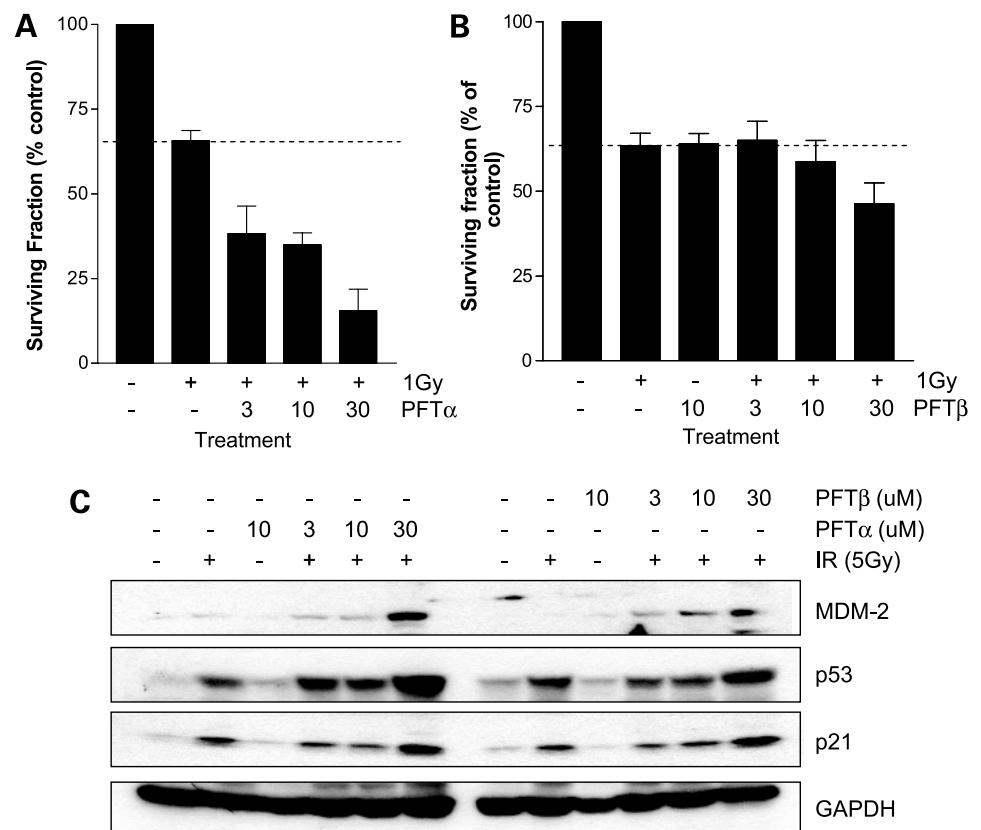 A
Surviving Fraction (% control)
100
75
50
25
0
- + + + + 1Gy
- - 3 10 30 PFTα
Treatment
B
Surviving fraction (% of
control)
100
75
50
25
0
- + - + + + 1Gy
- - 10 3 10 30 PFTβ
Treatment
C
- - - - - - - - 10 3 10 30 PFTβ (uM)
- - 10 3 10 30 - - - - - - PFTα (uM)
- + - + + + - + - + + + IR (5Gy)
MDM-2
p53
p21
GAPDH